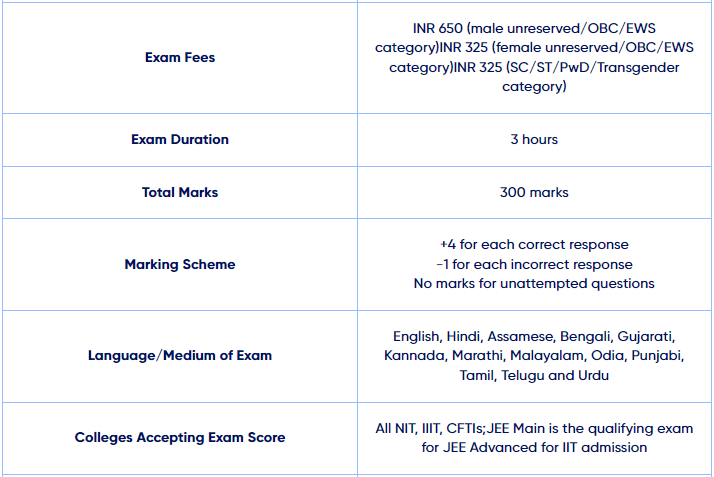 Exam Fees
INR 650 (male unreserved/OBC/EWS
category)INR 325 (female unreserved/OBC/EWS
category)INR 325 (SC/ST/PwD/Transgender
category)
Exam Duration
3 hours
Total Marks
300 marks
Marking Scheme
+4 for each correct response
-1 for each incorrect response
No marks for unattempted questions
Language/Medium of Exam
English, Hindi, Assamese, Bengali, Gujarati,
Kannada, Marathi, Malayalam, Odia, Punjabi,
Tamil, Telugu and Urdu
Colleges Accepting Exam Score
All NIT, IIIT, CFTIs;JEE Main is the qualifying exam
for JEE Advanced for IIT admission